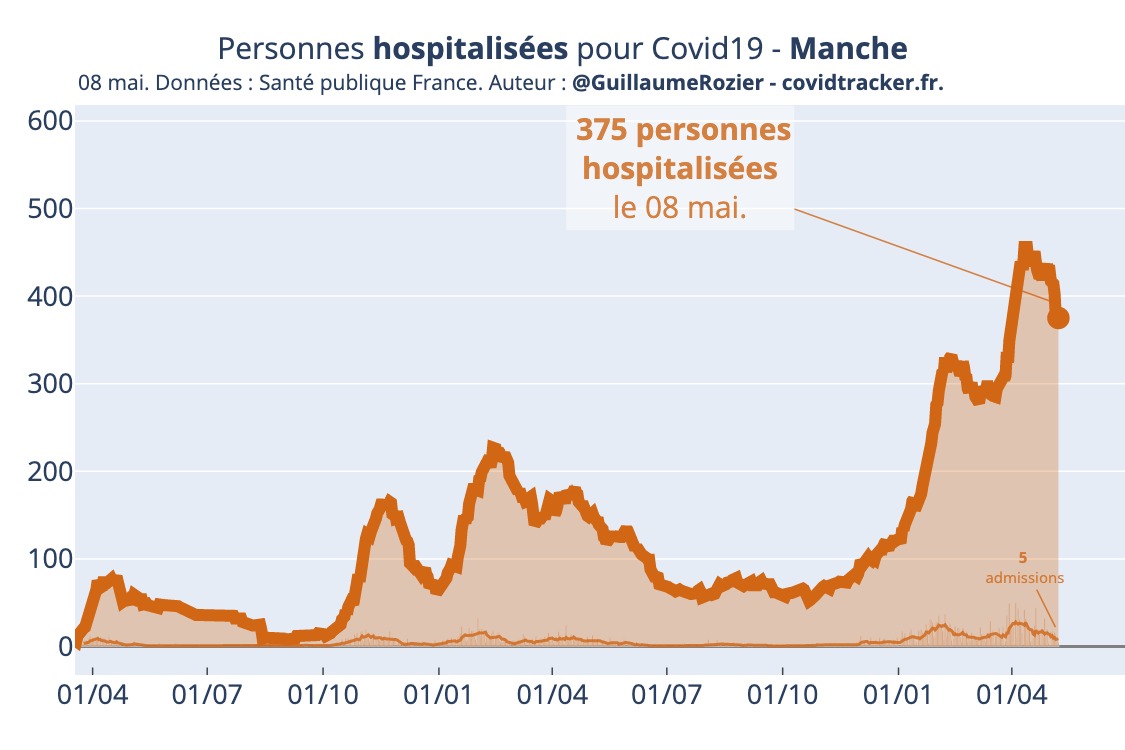 Personnes hospitalisées pour Covid19 - Manche
08 mai. Données : Santé publique France. Auteur : @GuillaumeRozier - covidtracker.fr.
600
375 personnes
hospitalisées
le 08 mai.
500
400
300
200
100
5
admissions
0
01/04 01/07 01/10 01/01 01/04 01/07 01/10 01/01 01/04